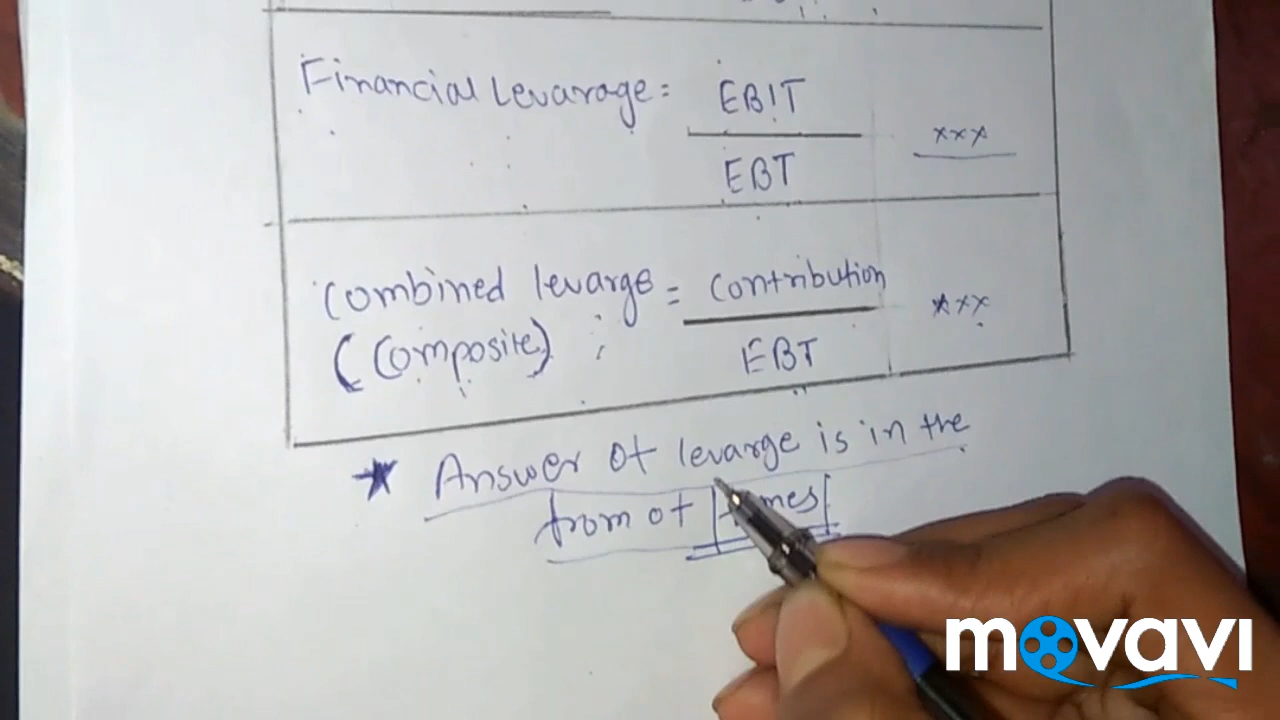 Financial Levarage = EBIT
EBT
xxx
Combined levarge = Contribution
(Composite) EBT
xxx
* Answer of levarge is in the
from of times
movavi